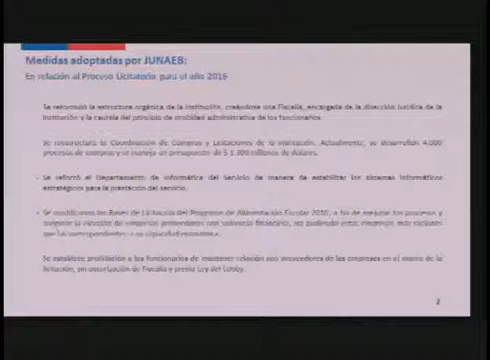 Medidas adoptadas por JUNAEB:
En relación al Proceso Licitatorio para el año 2016
Se reformuló la estructura orgánica de la Institución, creándose una Fiscalía, encargada de la dirección jurídica de la
Institución y la cautela del principio de probidad administrativa de los funcionarios.
Se reestructuró la Coordinación de Compras y Licitaciones de la Institución. Actualmente, se desarrollan 4.000
procesos de compras y se maneja un presupuesto de $ 1.300 millones de dólares.
- Se reforzó el Departamento de Informática del Servicio de manera de estabilizar los sistemas informáticos
estratégicos para la prestación del servicio.
- Se modificaron las Bases de Licitación del Programa de Alimentación Escolar 2016, a fin de mejorar los procesos y
asegurar la elección de empresas proveedoras con solvencia financiera, no pudiendo estas empresas más raciones
que las correspondientes a su capacidad económica.
Se establece prohibición a los funcionarios de mantener relación con proveedores de las empresas en el marco de la
licitación, sin autorización de Fiscalía y previa Ley del Lobby.
2